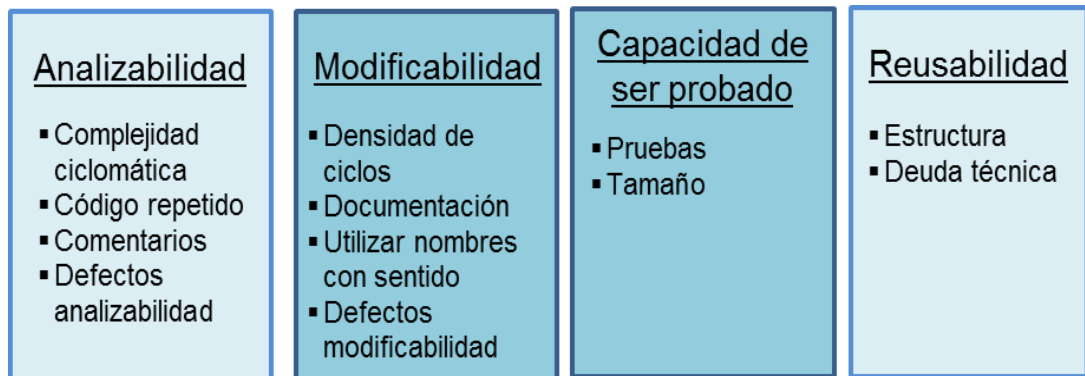 Analizabilidad
▪ Complejidad
ciclomática
▪ Código repetido
▪ Comentarios
▪ Defectos
analizabilidad
Modificabilidad
▪ Densidad de
ciclos
▪ Documentación
▪ Utilizar nombres
con sentido
▪ Defectos
modificabilidad
Capacidad de
ser probado
▪ Pruebas
▪ Tamaño
Reusabilidad
▪ Estructura
▪ Deuda técnica